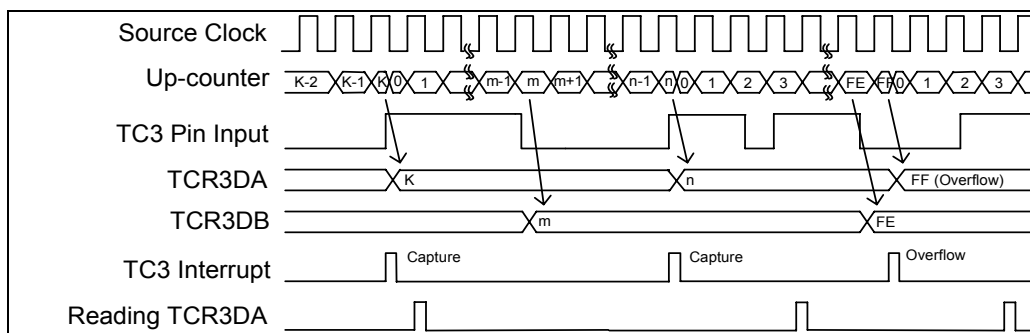 Source Clock
Up-counter K-2 K-1 K 0 1 m-1 m m+1 n-1 n 0 1 2 3 FE FF 0 1 2 3
TC3 Pin Input
TCR3DA K n FF (Overflow)
TCR3DB m FE
TC3 Interrupt Capture Capture Overflow
Reading TCR3DA